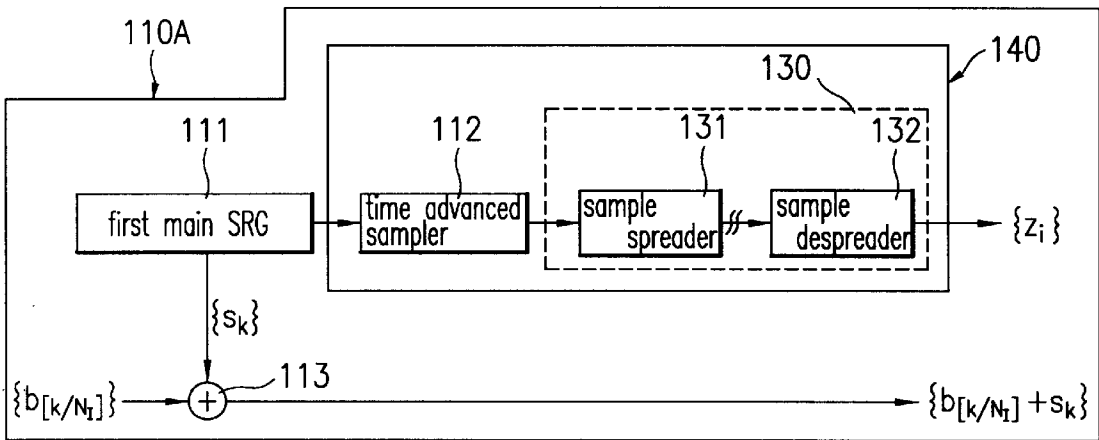 110A
140
130
111
112
131
132
first main SRG
time advanced
sampler
sample
spreader
sample
despreader
{z_i}
{s_k}
113
{b_[k/N_I]}
+
{b_[k/N_I] + s_k}